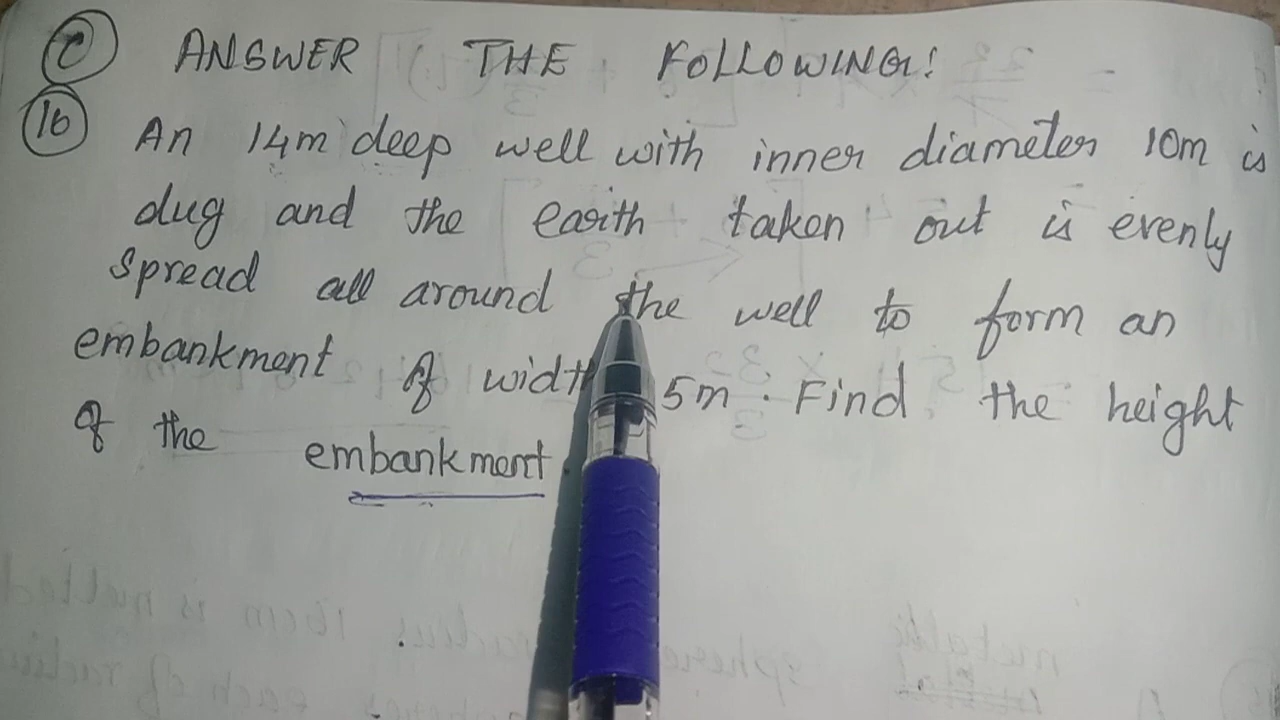 C ANSWER THE FOLLOWING:
16 An 14m deep well with inner diameter 10m is
dug and the earth taken out is evenly
spread all around the well to form an
embankment of width 5m. Find the height
of the embankment.